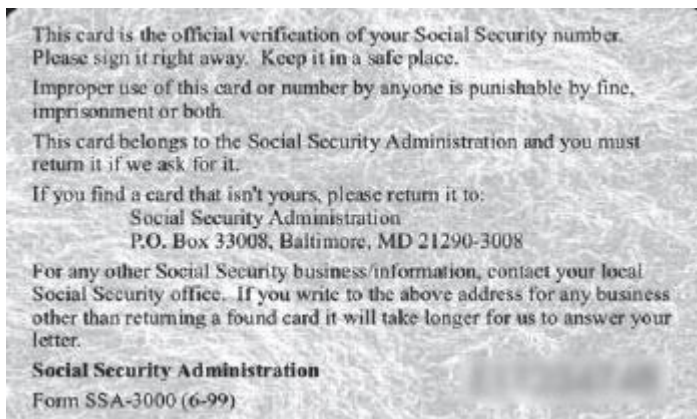 This card is the official verification of your Social Security number.
Please sign it right away. Keep it in a safe place.
Improper use of this card or number by anyone is punishable by fine,
imprisonment or both.
This card belongs to the Social Security Administration and you must
return it if we ask for it.
If you find a card that isn't yours, please return it to:
Social Security Administration
P.O. Box 33008, Baltimore, MD 21290-3008
For any other Social Security business/information, contact your local
Social Security office. If you write to the above address for any business
other than returning a found card it will take longer for us to answer your
letter.
Social Security Administration
Form SSA-3000 (6-99)